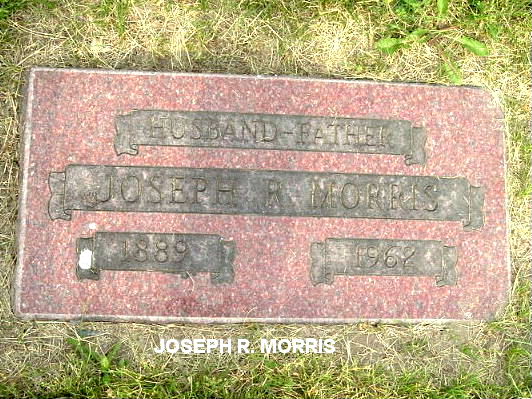 HUSBAND-FATHER
JOSEPH R. MORRIS
1889 1962
JOSEPH R. MORRIS